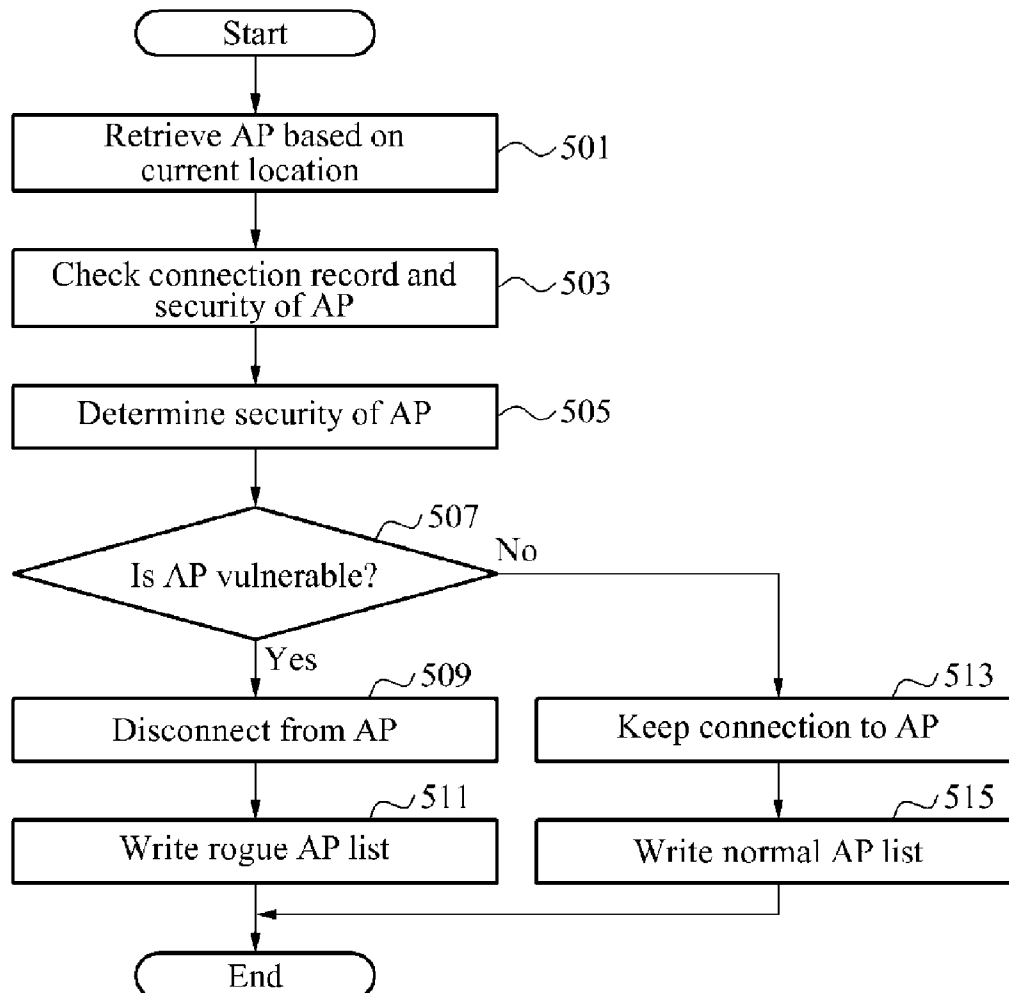 Start
Retrieve AP based on
current location
501
Check connection record and
security of AP
503
Determine security of AP
505
507
Is AP vulnerable?
No
Yes
509
Disconnect from AP
513
Keep connection to AP
511
Write rogue AP list
515
Write normal AP list
End